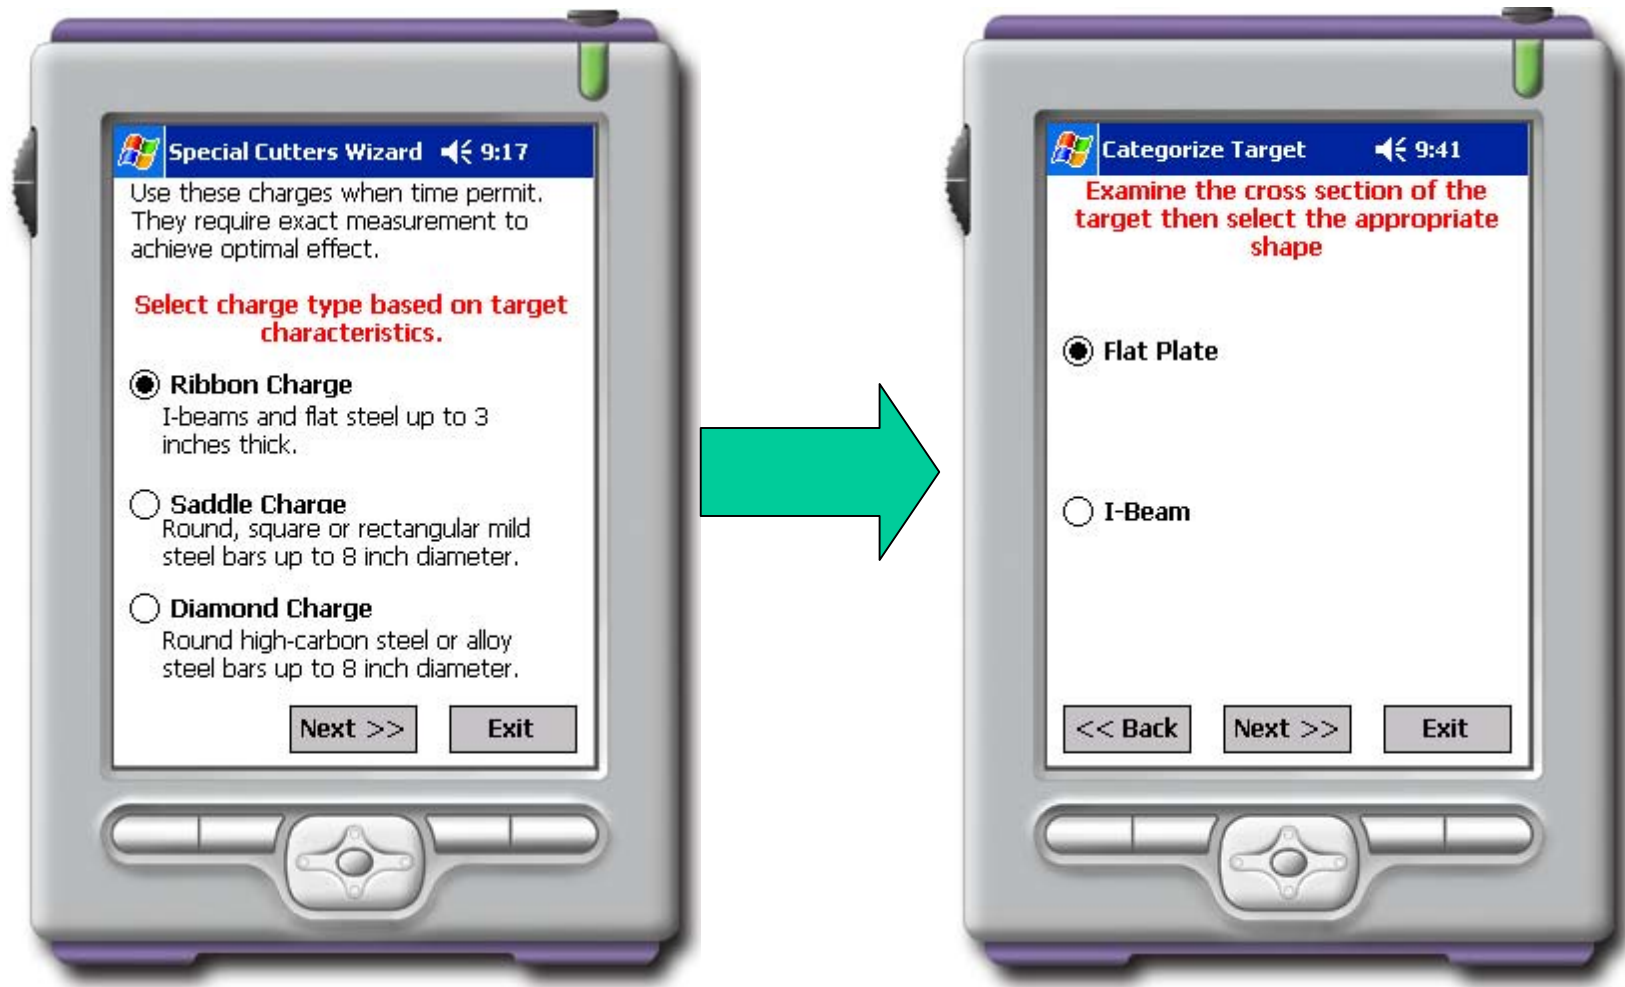 Special Cutters Wizard 9:17
Use these charges when time permit.
They require exact measurement to
achieve optimal effect.
Select charge type based on target
characteristics.
Ribbon Charge
I-beams and flat steel up to 3
inches thick.
Saddle Charge
Round, square or rectangular mild
steel bars up to 8 inch diameter.
Diamond Charge
Round high-carbon steel or alloy
steel bars up to 8 inch diameter.
Next >> Exit
Categorize Target 9:41
Examine the cross section of the
target then select the appropriate
shape
Flat Plate
I-Beam
<< Back Next >> Exit